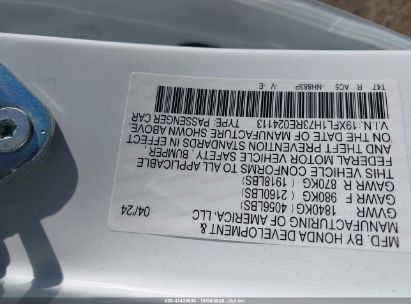 MFD. BY HONDA DEVELOPMENT &
MANUFACTURING OF AMERICA, LLC
04/24
GVWR 1840KG(4056LBS)
GAWR F 980KG(2160LBS)
GAWR R 870KG(1918LBS)
THIS VEHICLE CONFORMS TO ALL APPLICABLE
FEDERAL MOTOR VEHICLE SAFETY, BUMPER,
AND THEFT PREVENTION STANDARDS IN EFFECT
ON THE DATE OF MANUFACTURE SHOWN ABOVE.
V.I.N.: 19XFL1H73RE024113 TYPE: PASSENGER CAR
T47 R AC5 -NH883P -V -E